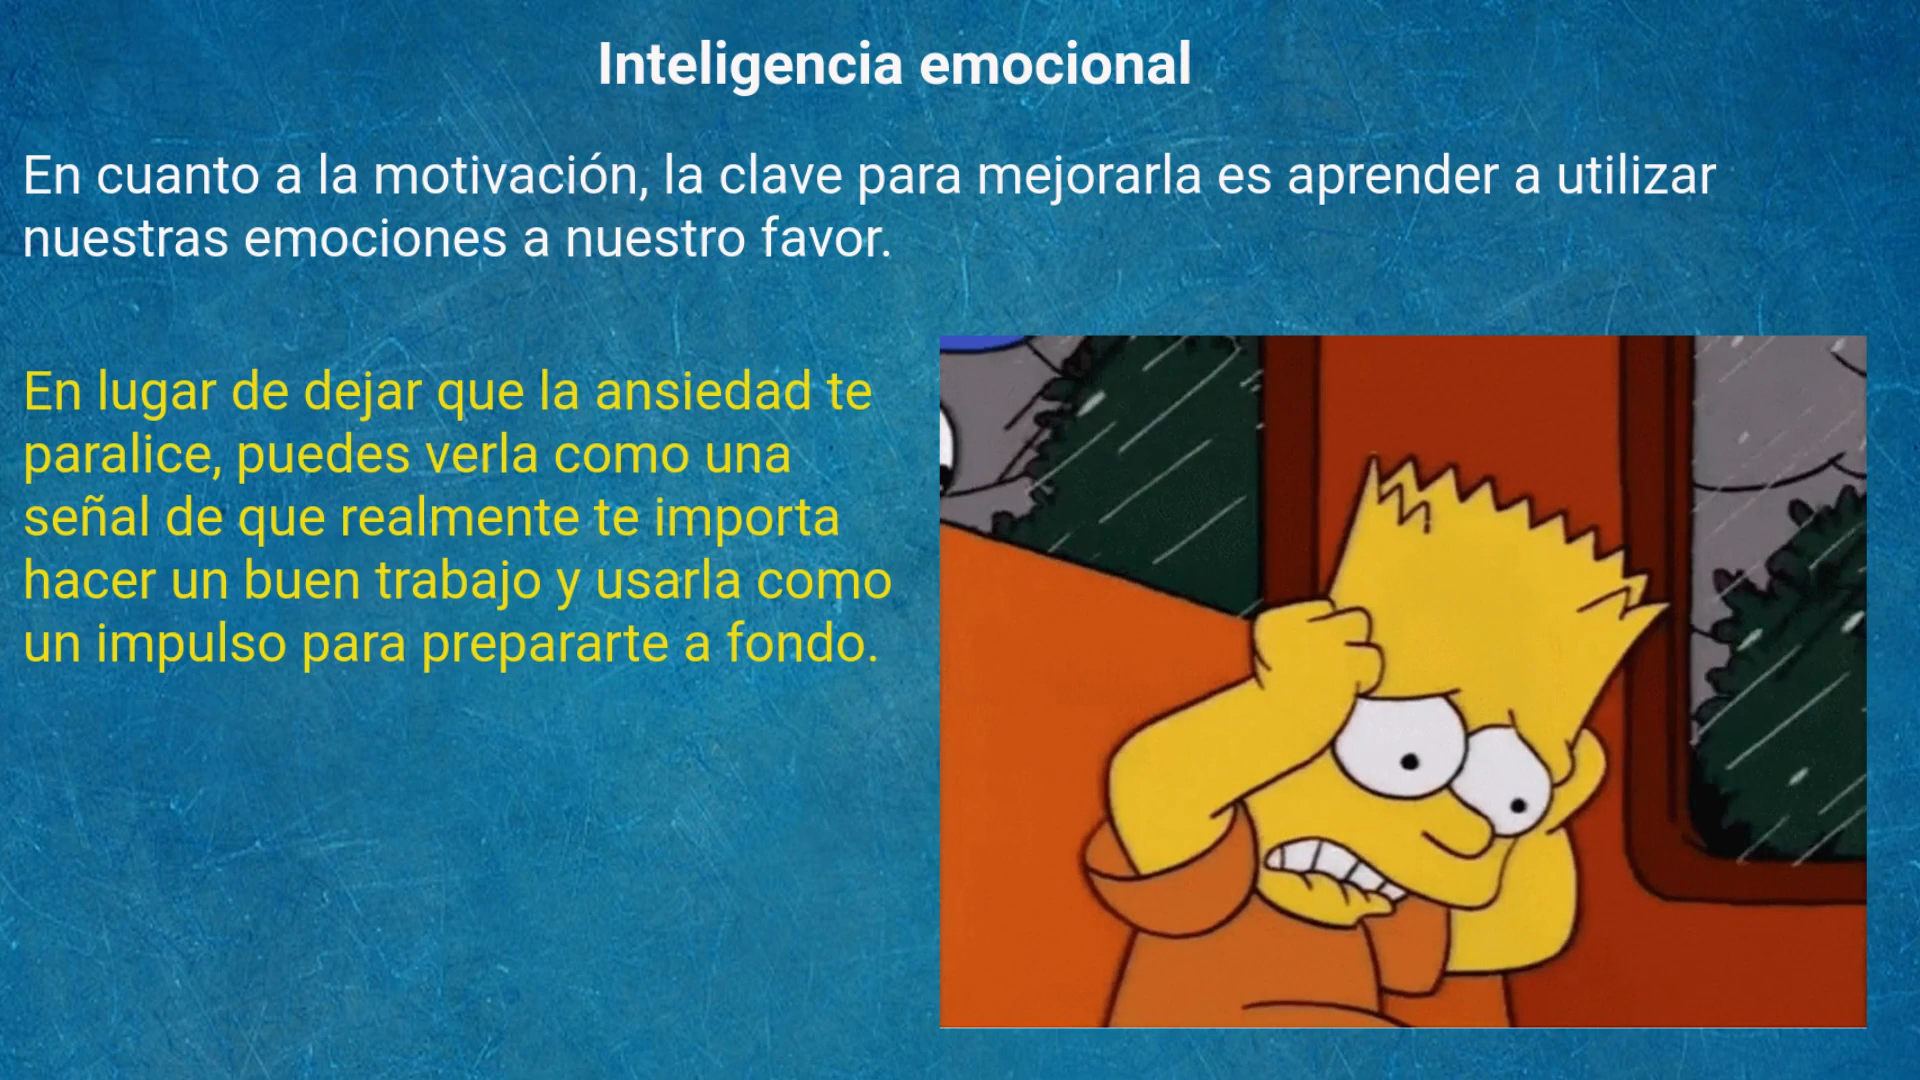 Inteligencia emocional
En cuanto a la motivación, la clave para mejorarla es aprender a utilizar
nuestras emociones a nuestro favor.
En lugar de dejar que la ansiedad te
paralice, puedes verla como una
señal de que realmente te importa
hacer un buen trabajo y usarla como
un impulso para prepararte a fondo.